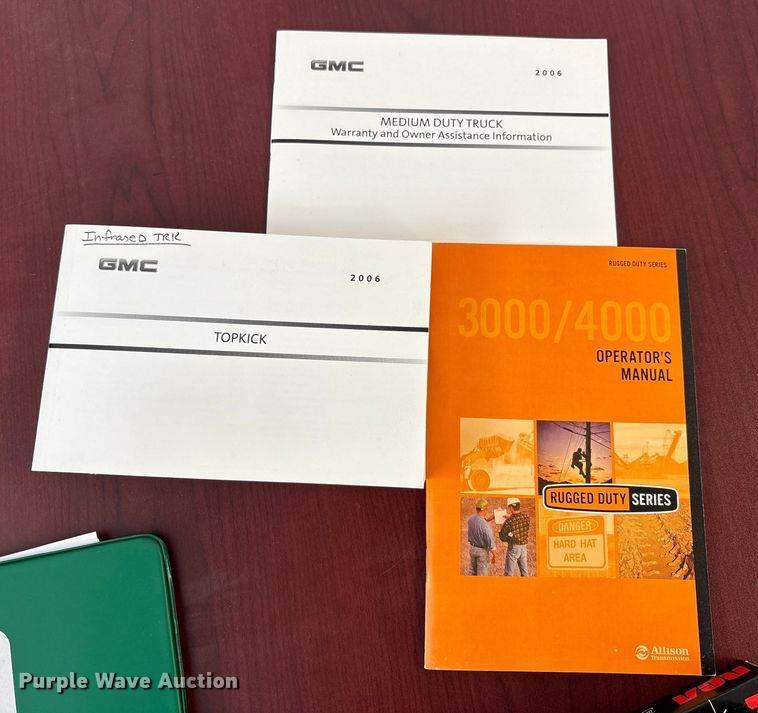 GMC
2006
MEDIUM DUTY TRUCK
Warranty and Owner Assistance Information
Infrared TRK
GMC
2006
TOPKICK
RUGGED DUTY SERIES
3000/4000
OPERATOR'S
MANUAL
RUGGED DUTY SERIES
DANGER
HARD HAT
AREA
Allison
Transmission
Purple Wave Auction